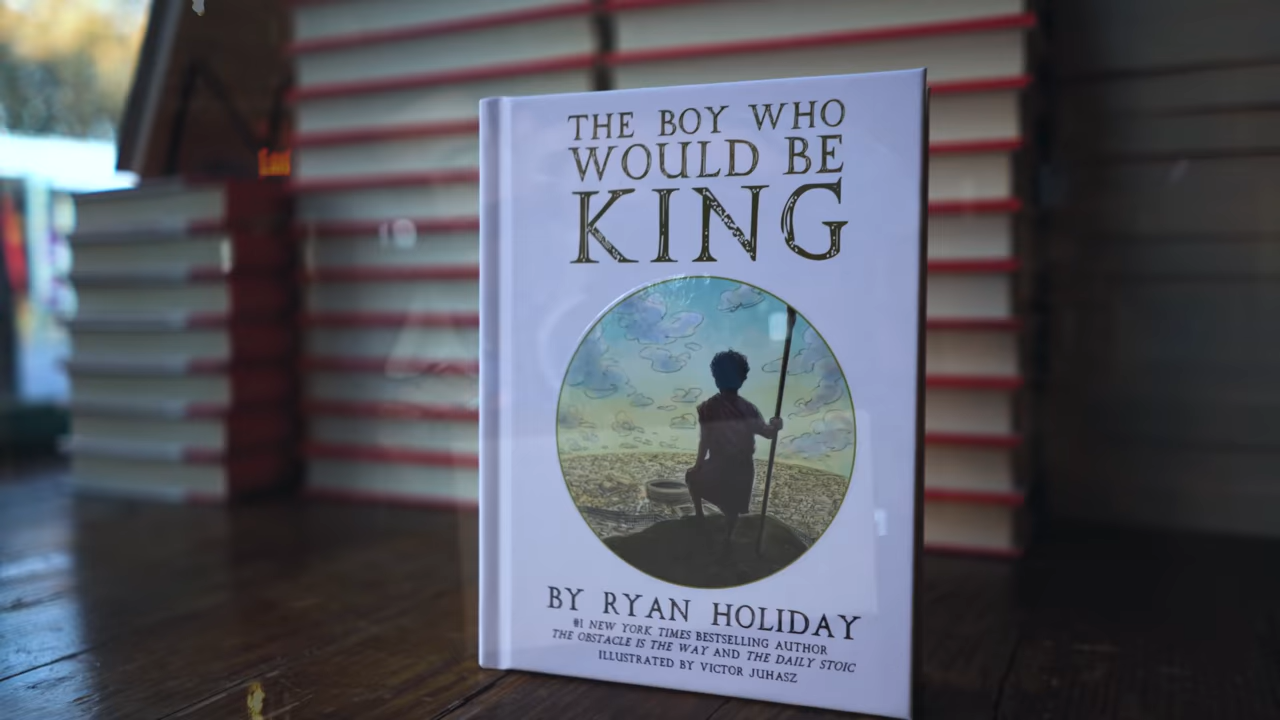 THE BOY WHO
WOULD BE
KING
BY RYAN HOLIDAY
#1 NEW YORK TIMES BESTSELLING AUTHOR
THE OBSTACLE IS THE WAY AND THE DAILY STOIC
ILLUSTRATED BY VICTOR JUHASZ